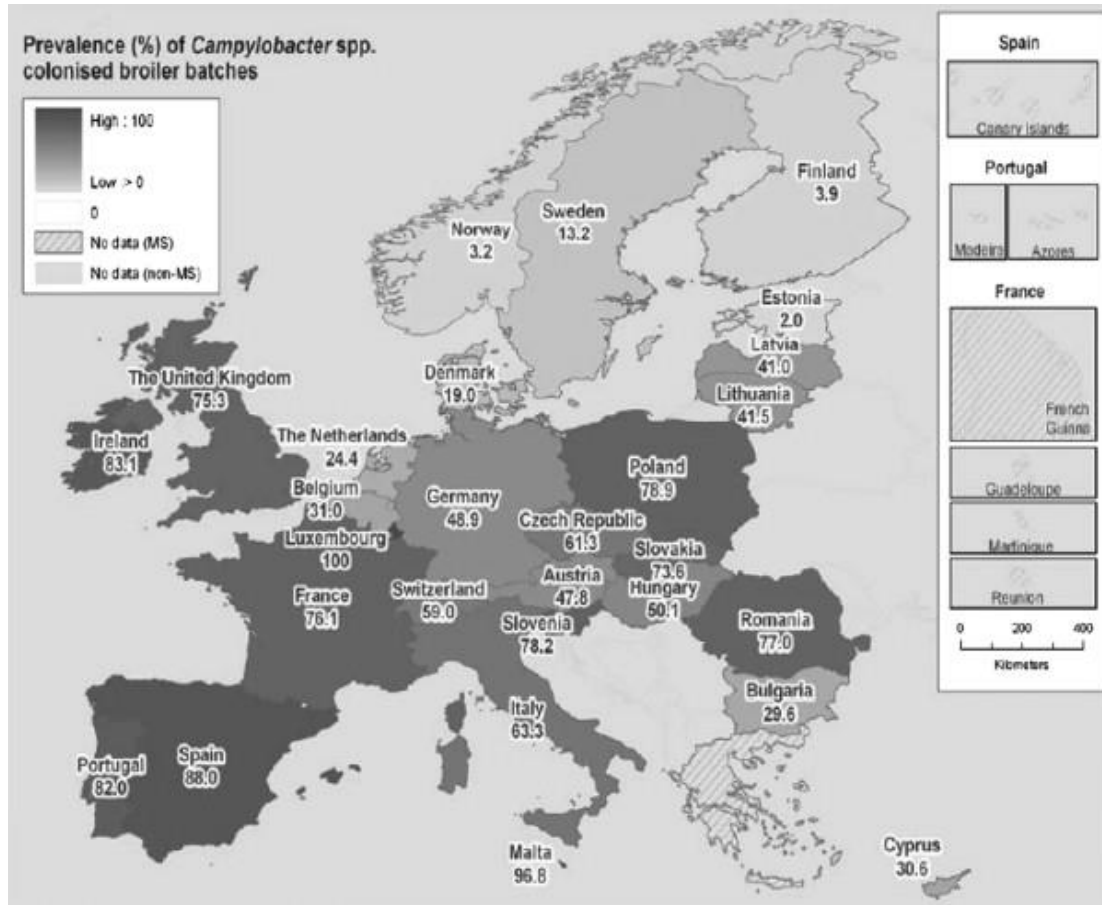 Prevalence (%) of Campylobacter spp.
colonised broiler batches
High : 100
Low : > 0
0
No data (MS)
No data (non-MS)
Norway
3.2
Sweden
13.2
Finland
3.9
Estonia
2.0
Latvia
41.0
Lithuania
41.5
Denmark
19.0
The United Kingdom
75.3
Ireland
83.1
The Netherlands
24.4
Belgium
31.0
Luxembourg
100
Germany
48.9
Poland
78.9
Czech Republic
61.3
Slovakia
73.6
Austria
47.8
Hungary
50.1
Switzerland
59.0
France
76.1
Slovenia
78.2
Romania
77.0
Bulgaria
29.6
Italy
63.3
Portugal
82.0
Spain
88.0
Malta
96.8
Cyprus
30.6
Spain
Canary Islands
Portugal
Madeira Azores
France
French
Guinna
Guadeloupe
Martinique
Reunion
0 200 400
Kilometers